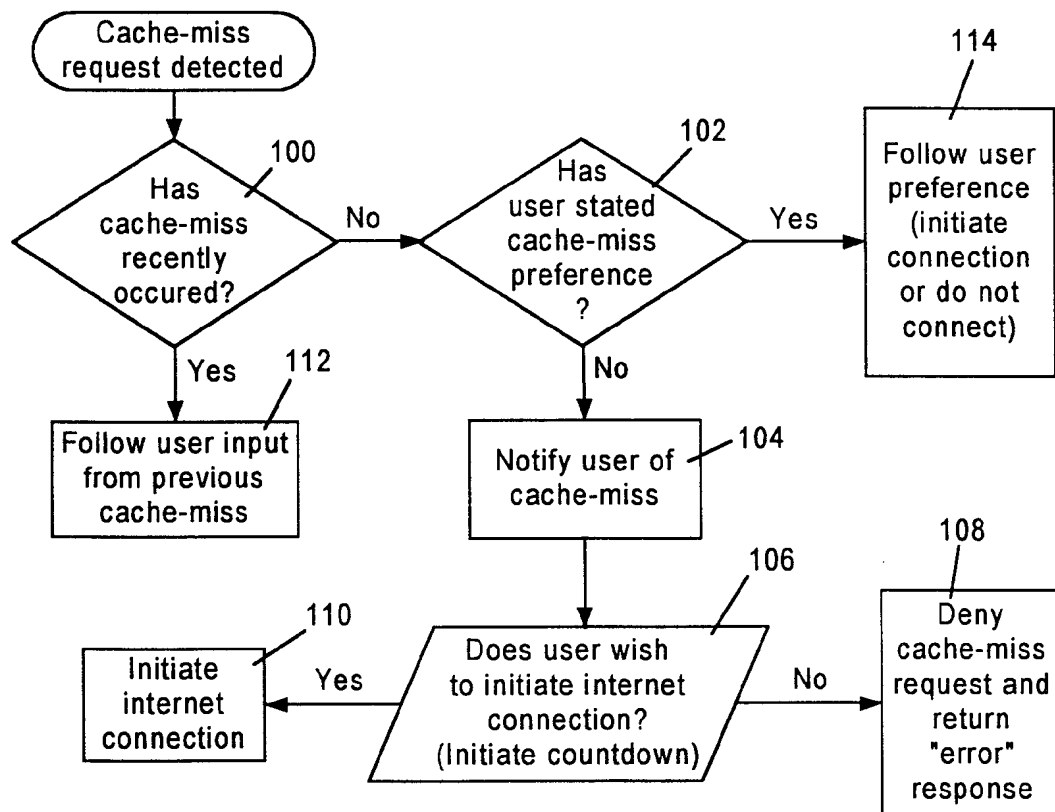 Cache-miss
request detected
100
Has
cache-miss
recently
occured?
No
Yes
102
Has
user stated
cache-miss
preference
?
Yes
No
114
Follow user
preference
(initiate
connection
or do not
connect)
112
Follow user input
from previous
cache-miss
104
Notify user of
cache-miss
106
Does user wish
to initiate internet
connection?
(Initiate countdown)
Yes
No
110
Initiate
internet
connection
108
Deny
cache-miss
request and
return
"error"
response